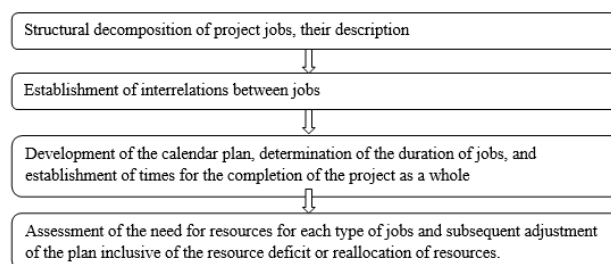 Structural decomposition of project jobs, their description
Establishment of interrelations between jobs
Development of the calendar plan, determination of the duration of jobs, and
establishment of times for the completion of the project as a whole
Assessment of the need for resources for each type of jobs and subsequent adjustment
of the plan inclusive of the resource deficit or reallocation of resources.